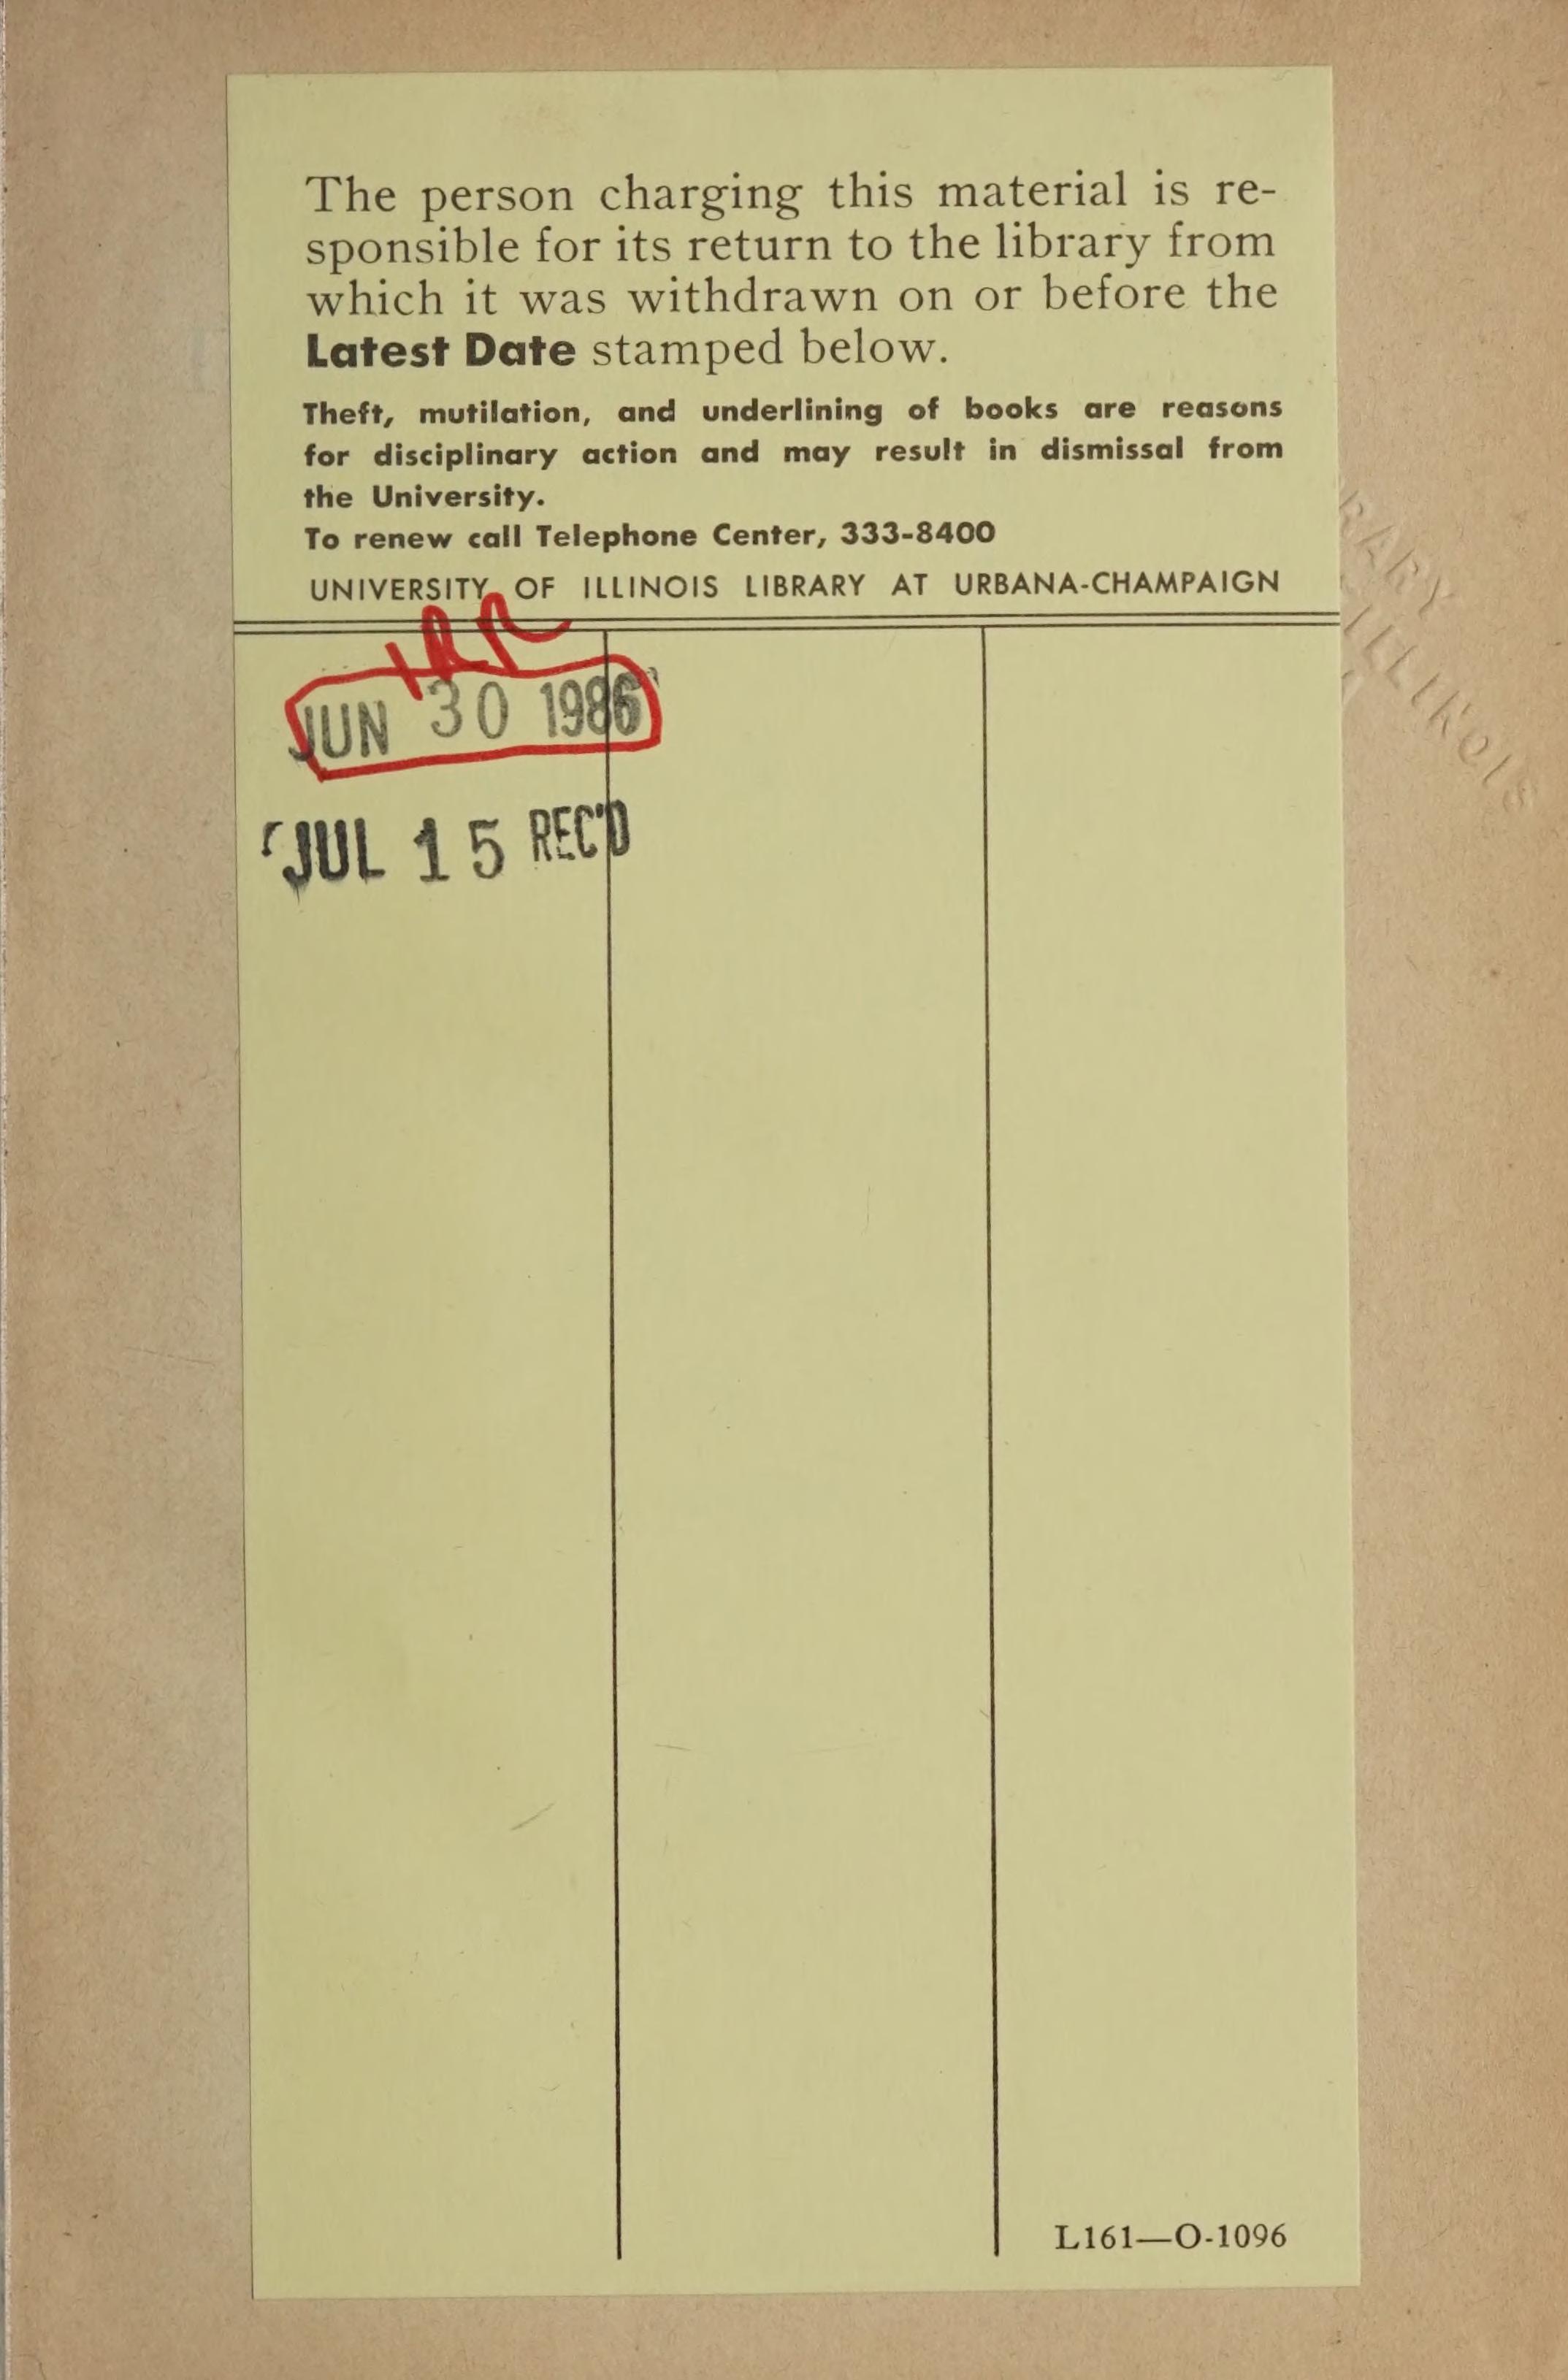 The person charging this material is re-
sponsible for its return to the library from
which it was withdrawn on or before the
Latest Date stamped below.
Theft, mutilation, and underlining of books are reasons
for disciplinary action and may result in dismissal from
the University.
To renew call Telephone Center, 333-8400
UNIVERSITY OF ILLINOIS LIBRARY AT URBANA-CHAMPAIGN
JUN 30 1986
JUL 15 REC'D
L161—O-1096
RARY
ILLINOIS